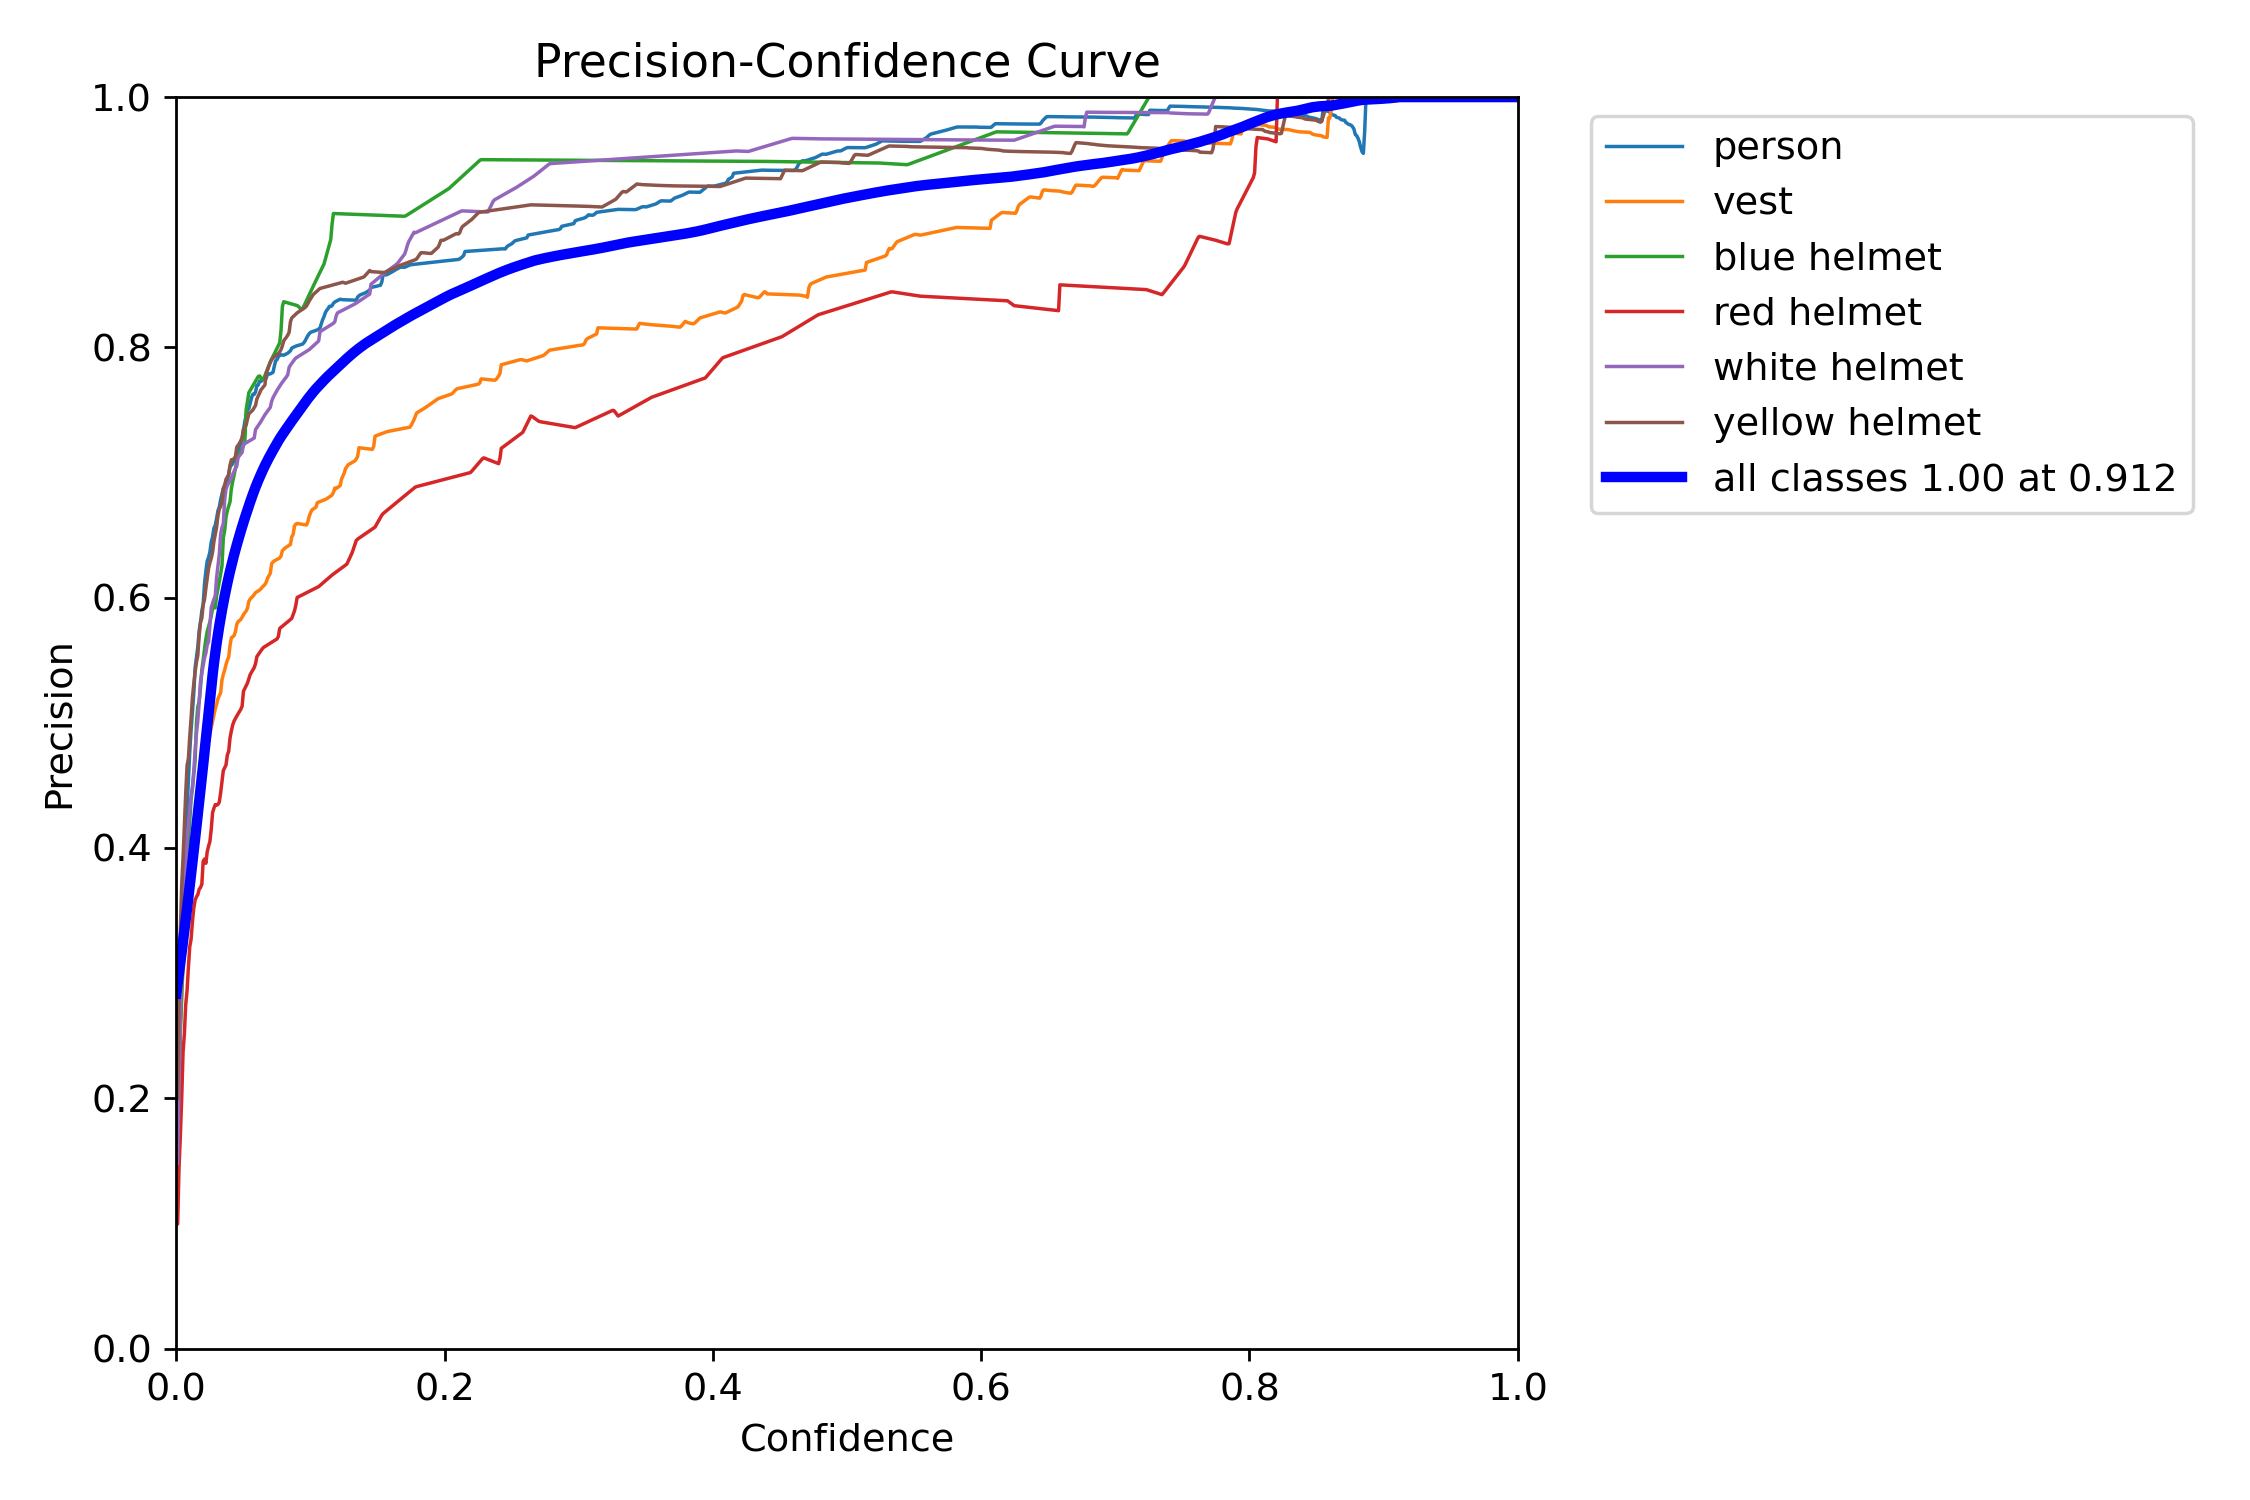 Precision-Confidence Curve
1.0
0.8
0.6
0.4
0.2
0.0
Precision
0.0 0.2 0.4 0.6 0.8 1.0
Confidence
person
vest
blue helmet
red helmet
white helmet
yellow helmet
all classes 1.00 at 0.912